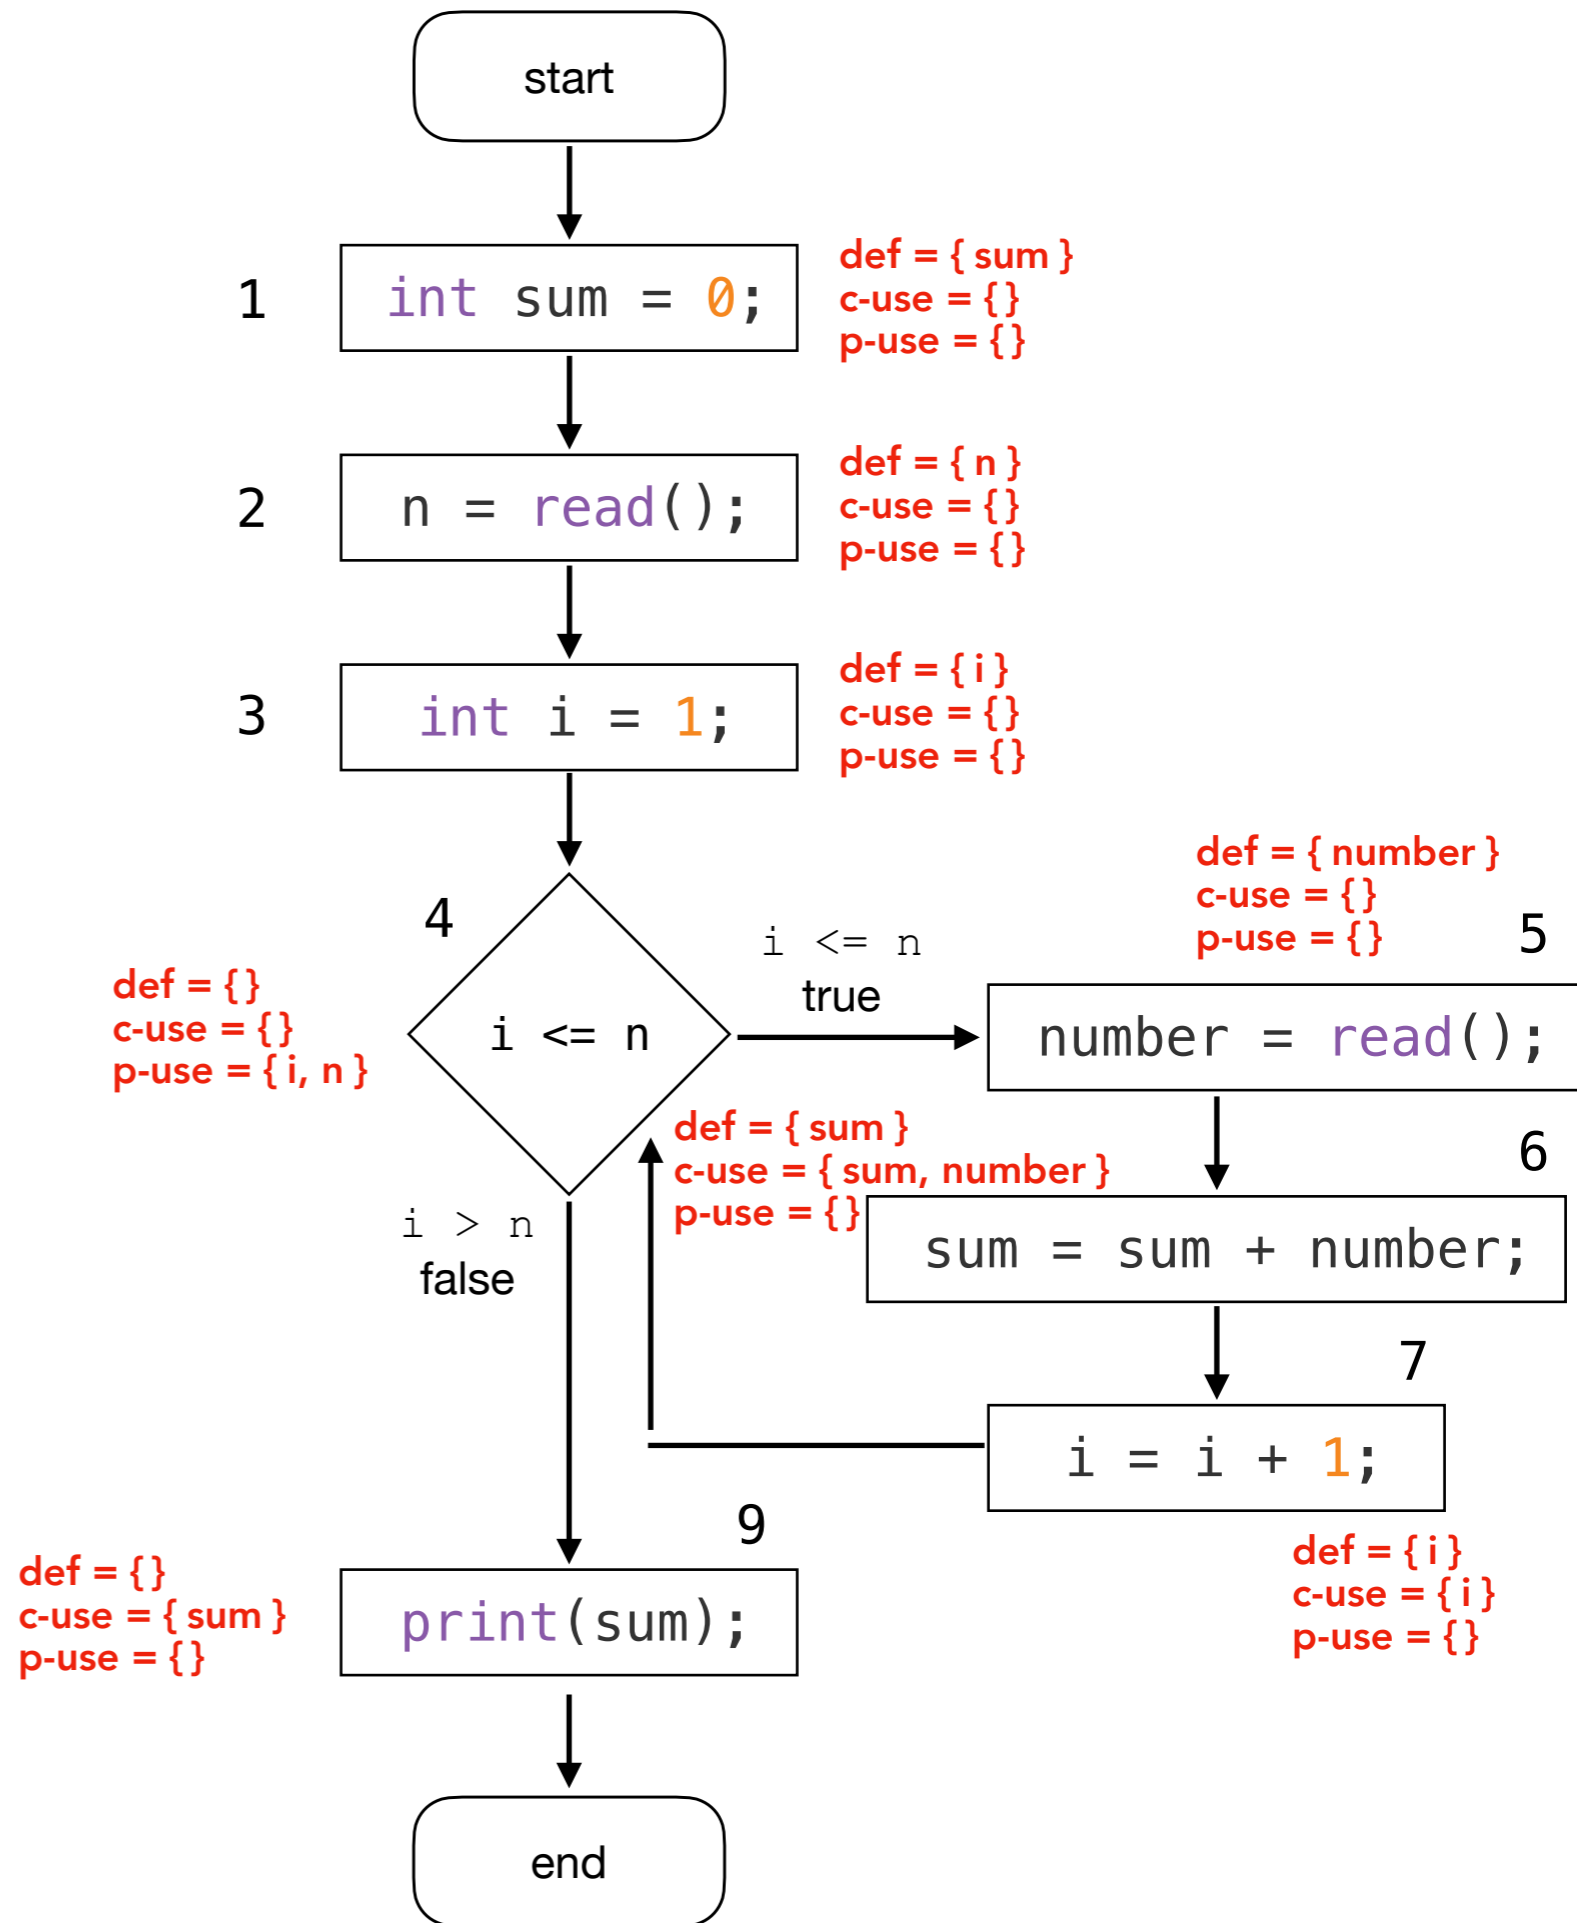 start
1
int sum = 0;
def = { sum }
c-use = {}
p-use = {}
2
n = read();
def = { n }
c-use = {}
p-use = {}
3
int i = 1;
def = { i }
c-use = {}
p-use = {}
4
i <= n
def = {}
c-use = {}
p-use = { i, n }
i <= n
true
def = { number }
c-use = {}
p-use = {}
5
number = read();
def = { sum }
c-use = { sum, number }
p-use = {}
6
sum = sum + number;
i > n
false
7
i = i + 1;
def = { i }
c-use = { i }
p-use = {}
9
print(sum);
def = {}
c-use = { sum }
p-use = {}
end